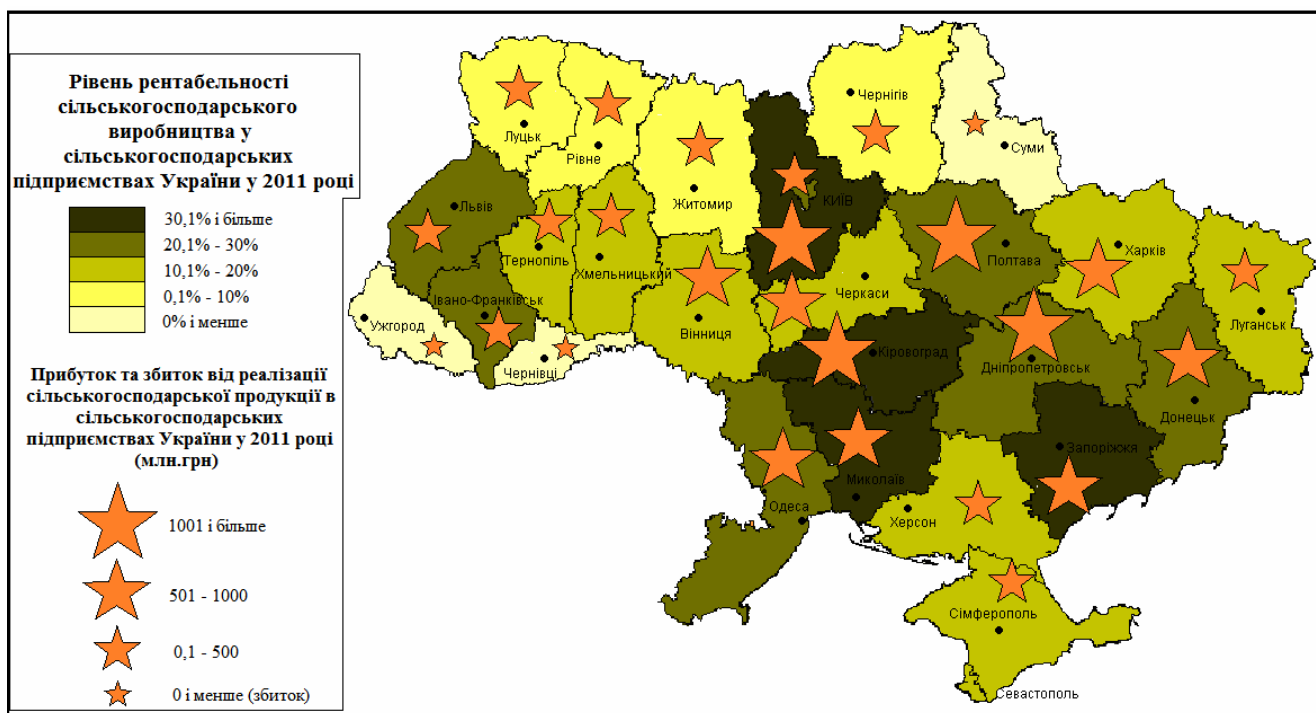 Рівень рентабельності
сільськогосподарського
виробництва у
сільськогосподарських
підприємствах України у 2011 році
30,1% і більше
20,1% - 30%
10,1% - 20%
0,1% - 10%
0% і менше
Прибуток та збиток від реалізації
сільськогосподарської продукції в
сільськогосподарських
підприємствах України у 2011 році
(млн.грн)
1001 і більше
501 - 1000
0,1 - 500
0 і менше (збиток)
Луцьк
Рівне
Житомир
Чернігів
Суми
КИЇВ
Львів
Тернопіль
Хмельницький
Івано-Франківськ
Ужгород
Чернівці
Вінниця
Черкаси
Полтава
Харків
Луганськ
Кіровоград
Дніпропетровськ
Донецьк
Запоріжжя
Миколаїв
Одеса
Херсон
Сімферополь
Севастополь